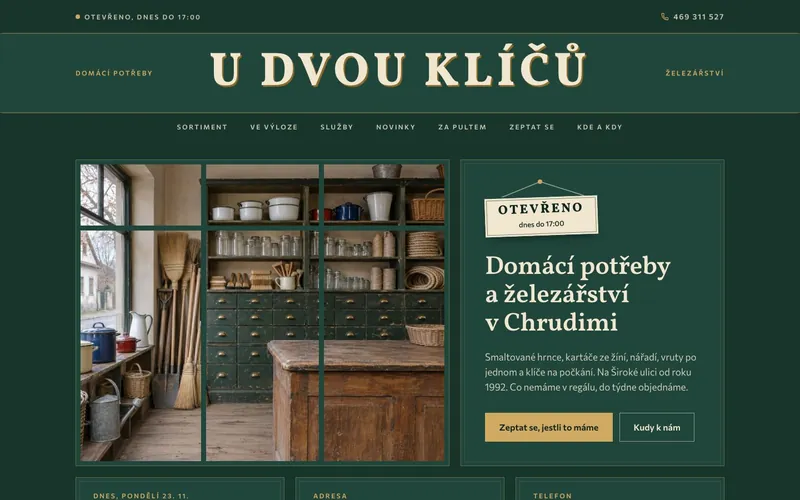 OTEVŘENO, DNES DO 17:00
469 311 527
DOMÁCÍ POTŘEBY
U DVOU KLÍČŮ
ŽELEZÁŘSTVÍ
SORTIMENT
VE VÝLOZE
SLUŽBY
NOVINKY
ZA PULTEM
ZEPTAT SE
KDE A KDY
OTEVŘENO
dnes do 17:00
Domácí potřeby
a železářství
v Chrudimi
Smaltované hrnce, kartáče ze žíní, nářadí, vruty po
jednom a klíče na počkání. Na Široké ulici od roku
1992. Co nemáme v regálu, do týdne objednáme.
Zeptat se, jestli to máme
Kudy k nám
DNES, PONDĚLÍ 23. 11.
ADRESA
TELEFON